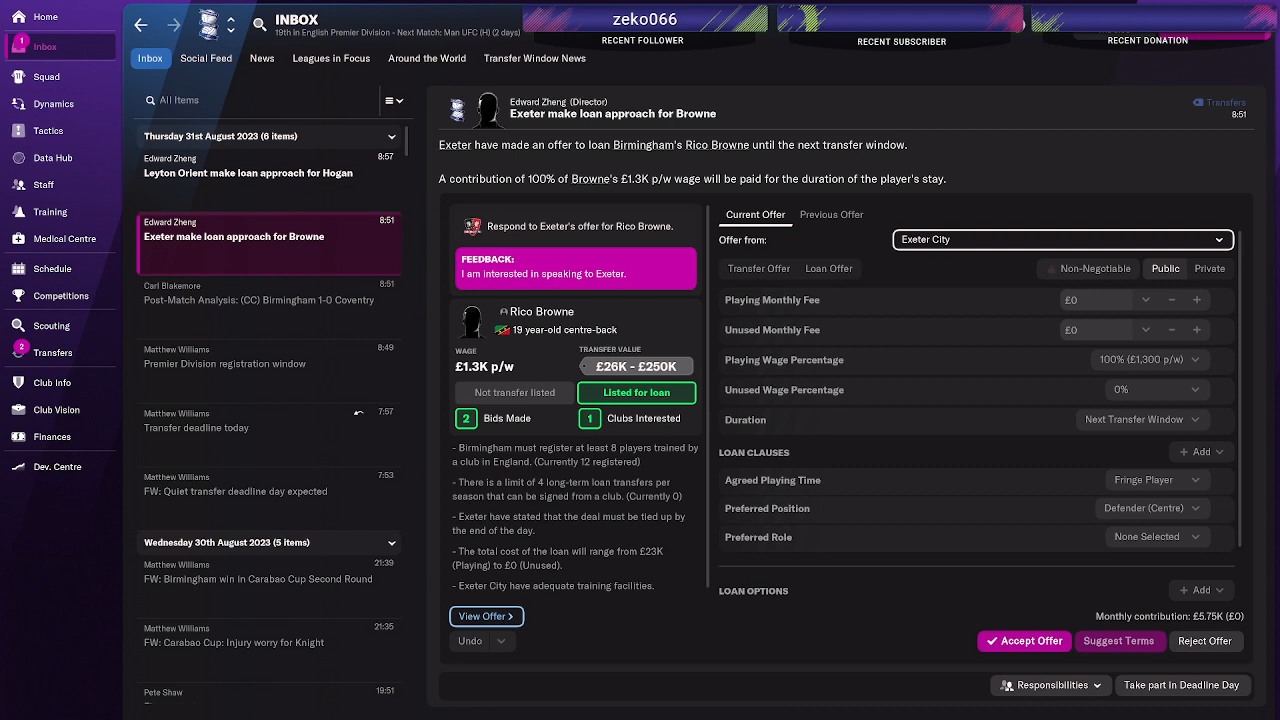 Home
1
Inbox
Squad
Dynamics
Tactics
Data Hub
Staff
Training
Medical Centre
Schedule
Competitions
Scouting
2
Transfers
Club Info
Club Vision
Finances
Dev. Centre
INBOX
19th in English Premier Division - Next Match: Man UFC (H) (2 days)
zeko066
RECENT FOLLOWER
RECENT SUBSCRIBER
RECENT DONATION
Inbox
Social Feed
News
Leagues in Focus
Around the World
Transfer Window News
All Items
Thursday 31st August 2023 (6 items)
Edward Zheng
8:57
Leyton Orient make loan approach for Hogan
Edward Zheng
8:51
Exeter make loan approach for Browne
Carl Blakemore
8:51
Post-Match Analysis: (CC) Birmingham 1-0 Coventry
Matthew Williams
8:49
Premier Division registration window
Matthew Williams
7:57
Transfer deadline today
Matthew Williams
7:53
FW: Quiet transfer deadline day expected
Wednesday 30th August 2023 (5 items)
Matthew Williams
21:39
FW: Birmingham win in Carabao Cup Second Round
Matthew Williams
21:35
FW: Carabao Cup: Injury worry for Knight
Pete Shaw
19:51
Edward Zheng (Director)
Exeter make loan approach for Browne
Transfers
8:51
Exeter have made an offer to loan Birmingham's Rico Browne until the next transfer window.
A contribution of 100% of Browne's £1.3K p/w wage will be paid for the duration of the player's stay.
Respond to Exeter's offer for Rico Browne.
FEEDBACK:
I am interested in speaking to Exeter.
Rico Browne
19 year-old centre-back
WAGE
£1.3K p/w
TRANSFER VALUE
£26K - £250K
Not transfer listed
Listed for loan
2
Bids Made
1
Clubs Interested
- Birmingham must register at least 8 players trained by
a club in England. (Currently 12 registered)
- There is a limit of 4 long-term loan transfers per
season that can be signed from a club. (Currently 0)
- Exeter have stated that the deal must be tied up by
the end of the day.
- The total cost of the loan will range from £23K
(Playing) to £0 (Unused).
- Exeter City have adequate training facilities.
View Offer
Undo
Current Offer
Previous Offer
Offer from:
Exeter City
Transfer Offer
Loan Offer
Non-Negotiable
Public
Private
Playing Monthly Fee
£0
Unused Monthly Fee
£0
Playing Wage Percentage
100% (£1,300 p/w)
Unused Wage Percentage
0%
Duration
Next Transfer Window
LOAN CLAUSES
+ Add
Agreed Playing Time
Fringe Player
Preferred Position
Defender (Centre)
Preferred Role
None Selected
LOAN OPTIONS
+ Add
Monthly contribution: £5.75K (£0)
Accept Offer
Suggest Terms
Reject Offer
Responsibilities
Take part in Deadline Day